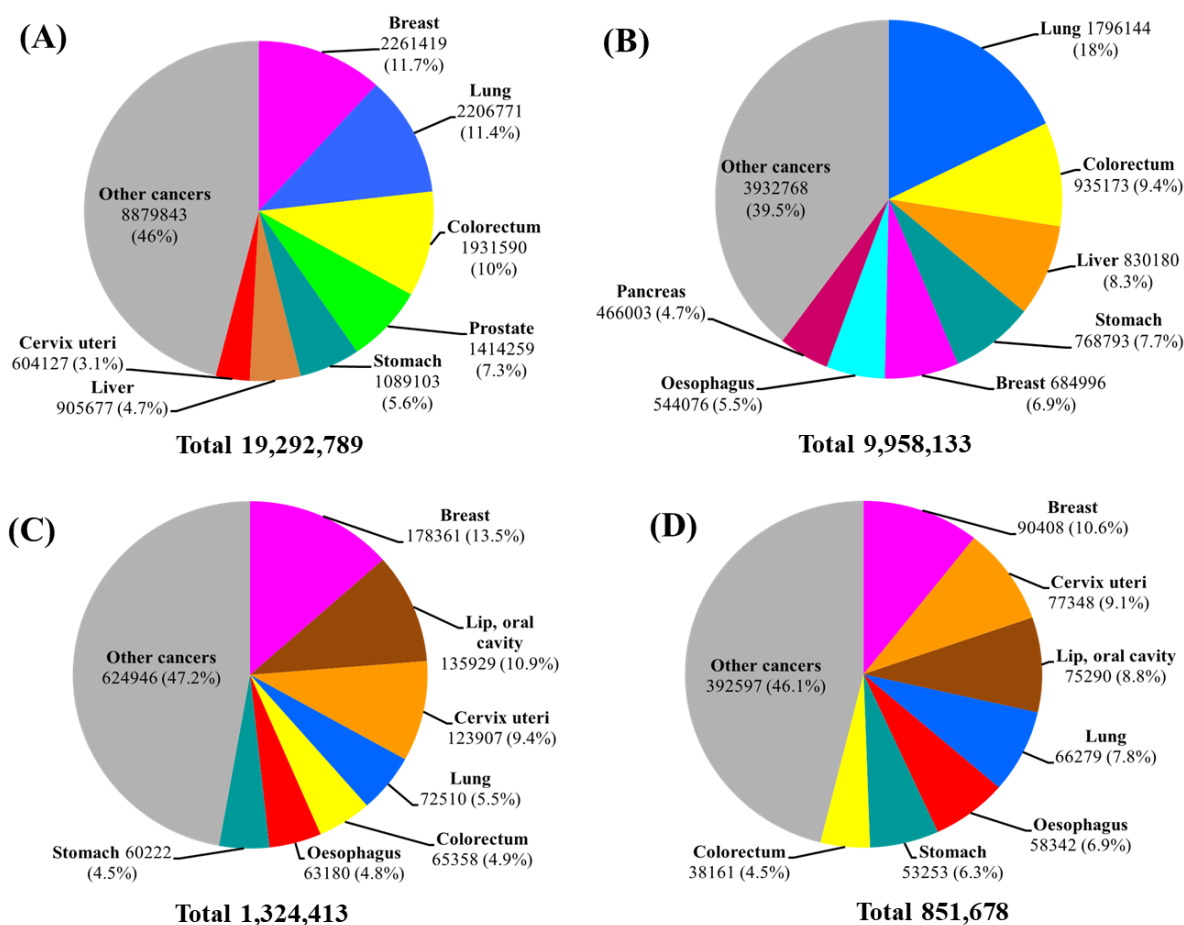 (A)
Breast
2261419
(11.7%)
Lung
2206771
(11.4%)
Colorectum
1931590
(10%)
Prostate
1414259
(7.3%)
Stomach
1089103
(5.6%)
Liver
905677 (4.7%)
Cervix uteri
604127 (3.1%)
Other cancers
8879843
(46%)
Total 19,292,789
(B)
Lung 1796144
(18%)
Colorectum
935173 (9.4%)
Liver 830180
(8.3%)
Stomach
768793 (7.7%)
Breast 684996
(6.9%)
Oesophagus
544076 (5.5%)
Pancreas
466003 (4.7%)
Other cancers
3932768
(39.5%)
Total 9,958,133
(C)
Breast
178361 (13.5%)
Lip, oral
cavity
135929 (10.9%)
Cervix uteri
123907 (9.4%)
Lung
72510 (5.5%)
Colorectum
65358 (4.9%)
Oesophagus
63180 (4.8%)
Stomach 60222
(4.5%)
Other cancers
624946 (47.2%)
Total 1,324,413
(D)
Breast
90408 (10.6%)
Cervix uteri
77348 (9.1%)
Lip, oral cavity
75290 (8.8%)
Lung
66279 (7.8%)
Oesophagus
58342 (6.9%)
Stomach
53253 (6.3%)
Colorectum
38161 (4.5%)
Other cancers
392597 (46.1%)
Total 851,678